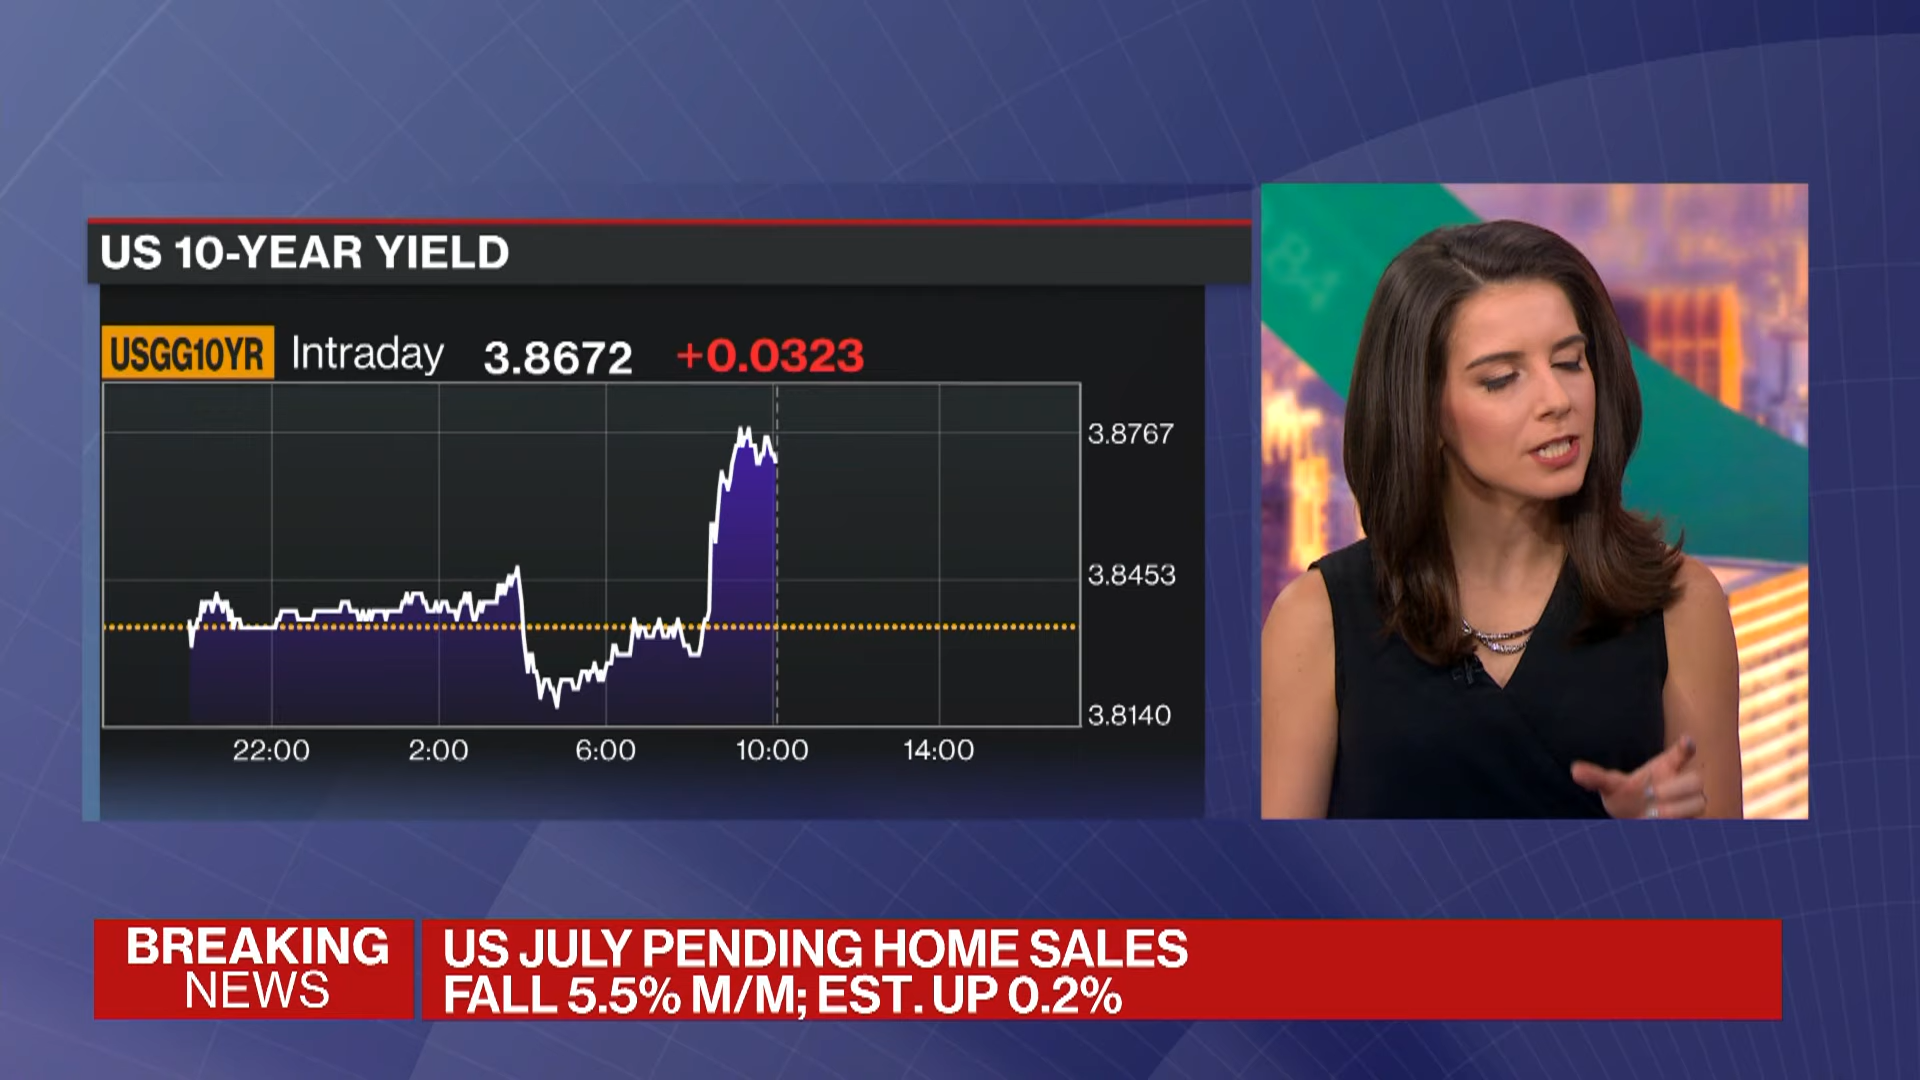 US 10-YEAR YIELD
USGG10YR Intraday 3.8672 +0.0323
3.8767
3.8453
3.8140
22:00 2:00 6:00 10:00 14:00
84
BREAKING
NEWS
US JULY PENDING HOME SALES
FALL 5.5% M/M; EST. UP 0.2%